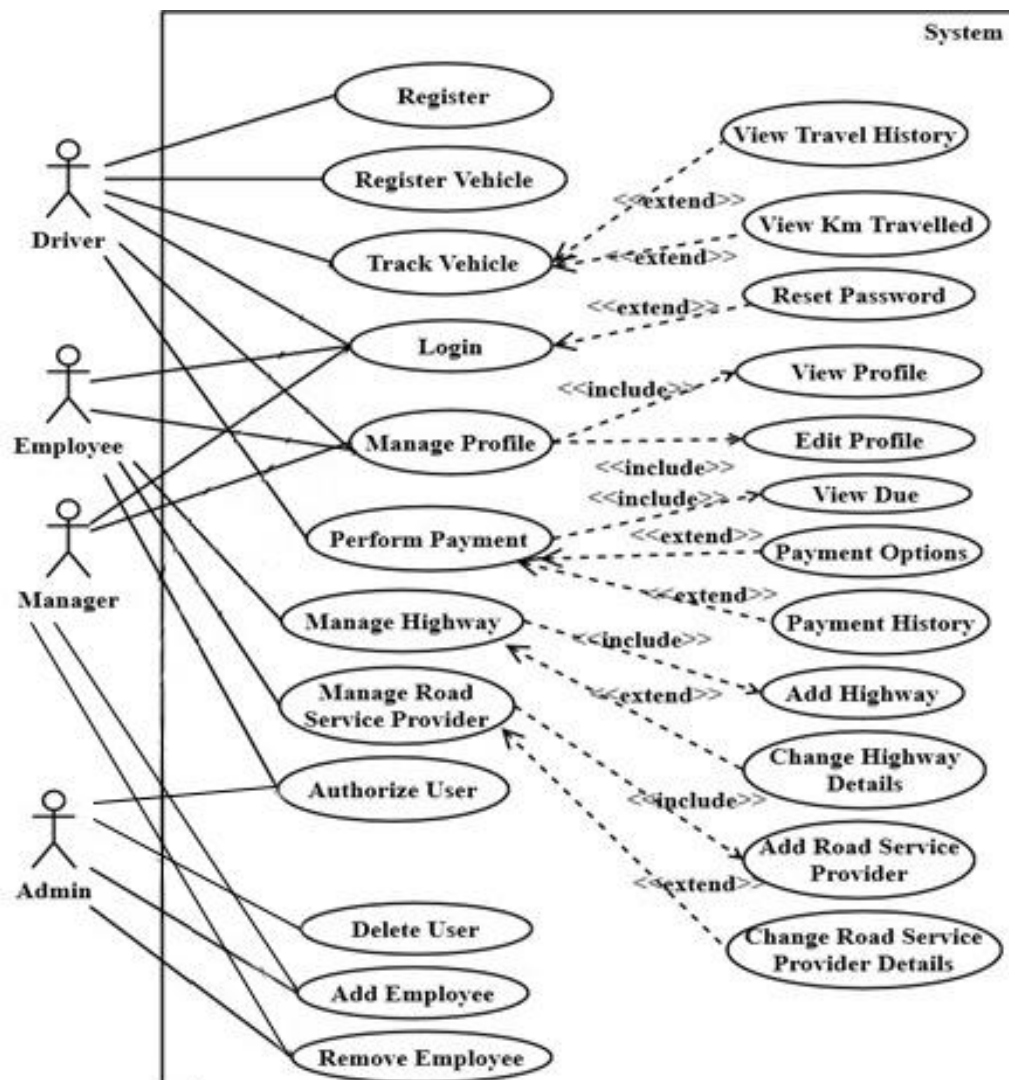 System
Register
View Travel History
Register Vehicle
<<extend>>
Driver
Track Vehicle
View Km Travelled
<<extend>>
Reset Password
<<extend>>
Login
View Profile
<<include>>
Employee
Manage Profile
Edit Profile
<<include>>
<<include>>
View Due
Perform Payment
<<extend>>
Payment Options
Manager
<<extend>>
Manage Highway
Payment History
<<include>>
Manage Road
Service Provider
<<extend>>
Add Highway
Authorize User
Change Highway
Details
<<include>>
Add Road Service
Provider
Admin
<<extend>>
Delete User
Change Road Service
Provider Details
Add Employee
Remove Employee